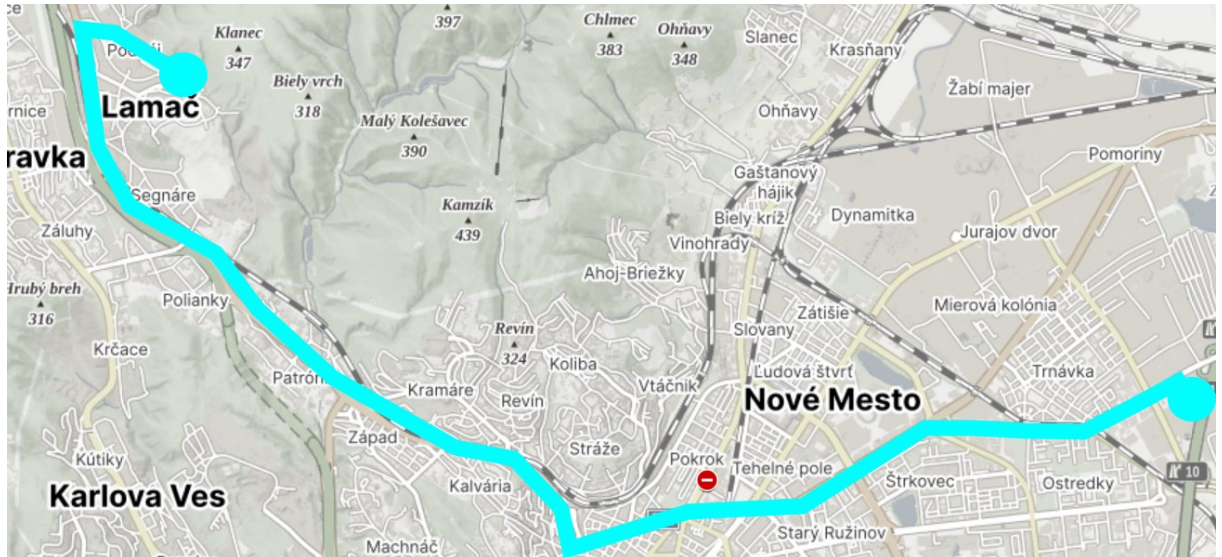 397
Chlmec
383
Ohňavy
348
Slanec
Krasňany
Klanec
347
Biely vrch
318
Lamač
Malý Kolešavec
390
Ohňavy
Žabí majer
Pomoriny
ravka
Segnáre
Gaštanový
hájik
Kamzík
439
Biely kríž
Dynamitka
Záluhy
Vinohrady
Jurajov dvor
Ahoj-Briežky
Hrubý breh
316
Polianky
Mierová kolónia
Zátišie
Slovany
Revín
324
Krčace
Koliba
Ľudová štvrť
Trnávka
Kramáre
Revín
Vtáčnik
Nové Mesto
Západ
Stráže
Kútiky
Pokrok
Tehelné pole
10
Karlova Ves
Kalvária
Štrkovec
Ostredky
Machnáč
Starý Ružinov